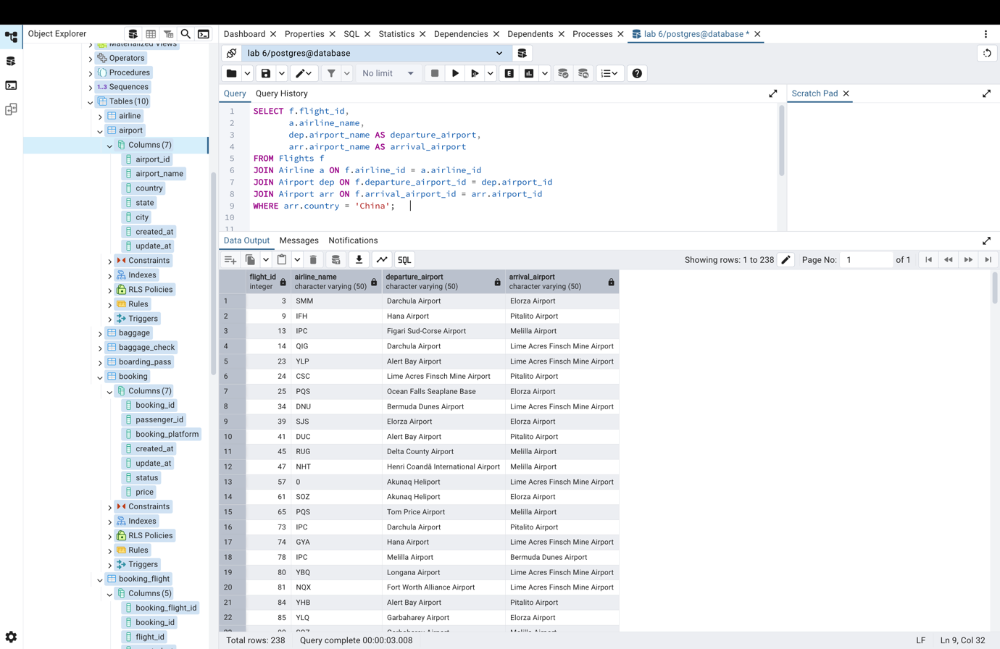 Object Explorer
Dashboard
Properties
SQL
Statistics
Dependencies
Dependents
Processes
lab 6/postgres@database *
Materialized Views
Operators
Procedures
1..3 Sequences
Tables (10)
airline
airport
Columns (7)
airport_id
airport_name
country
state
city
created_at
update_at
Constraints
Indexes
RLS Policies
Rules
Triggers
baggage
baggage_check
boarding_pass
booking
Columns (7)
booking_id
passenger_id
booking_platform
created_at
update_at
status
price
Constraints
Indexes
RLS Policies
Rules
Triggers
booking_flight
Columns (5)
booking_flight_id
booking_id
flight_id
lab 6/postgres@database
No limit
E
Query
Query History
Scratch Pad
1 SELECT f.flight_id,
2 a.airline_name,
3 dep.airport_name AS departure_airport,
4 arr.airport_name AS arrival_airport
5 FROM Flights f
6 JOIN Airline a ON f.airline_id = a.airline_id
7 JOIN Airport dep ON f.departure_airport_id = dep.airport_id
8 JOIN Airport arr ON f.arrival_airport_id = arr.airport_id
9 WHERE arr.country = 'China';
10
11
Data Output
Messages
Notifications
SQL
Showing rows: 1 to 238
Page No: 1 of 1
flight_id integer
airline_name character varying (50)
departure_airport character varying (50)
arrival_airport character varying (50)
1 3 SMM Darchula Airport Elorza Airport
2 9 IFH Hana Airport Pitalito Airport
3 13 IPC Figari Sud-Corse Airport Melilla Airport
4 14 QIG Darchula Airport Lime Acres Finsch Mine Airport
5 23 YLP Alert Bay Airport Lime Acres Finsch Mine Airport
6 24 CSC Lime Acres Finsch Mine Airport Pitalito Airport
7 25 PQS Ocean Falls Seaplane Base Elorza Airport
8 34 DNU Bermuda Dunes Airport Lime Acres Finsch Mine Airport
9 39 SJS Elorza Airport Elorza Airport
10 41 DUC Alert Bay Airport Pitalito Airport
11 45 RUG Delta County Airport Melilla Airport
12 47 NHT Henri Coandă International Airport Melilla Airport
13 57 0 Akunaq Heliport Lime Acres Finsch Mine Airport
14 61 SOZ Akunaq Heliport Elorza Airport
15 65 PQS Tom Price Airport Melilla Airport
16 73 IPC Darchula Airport Pitalito Airport
17 74 GYA Hana Airport Lime Acres Finsch Mine Airport
18 78 IPC Melilla Airport Bermuda Dunes Airport
19 80 YBQ Longana Airport Lime Acres Finsch Mine Airport
20 81 NQX Fort Worth Alliance Airport Lime Acres Finsch Mine Airport
21 84 YHB Alert Bay Airport Pitalito Airport
22 85 YLQ Garbaharey Airport Elorza Airport
Total rows: 238
Query complete 00:00:03.008
LF
Ln 9, Col 32